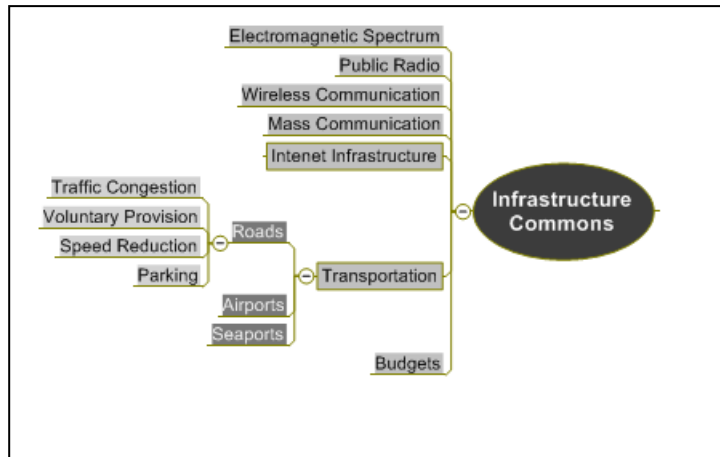 Electromagnetic Spectrum
Public Radio
Wireless Communication
Mass Communication
Intenet Infrastructure
Infrastructure
Commons
Traffic Congestion
Voluntary Provision
Speed Reduction
Parking
Roads
Transportation
Airports
Seaports
Budgets